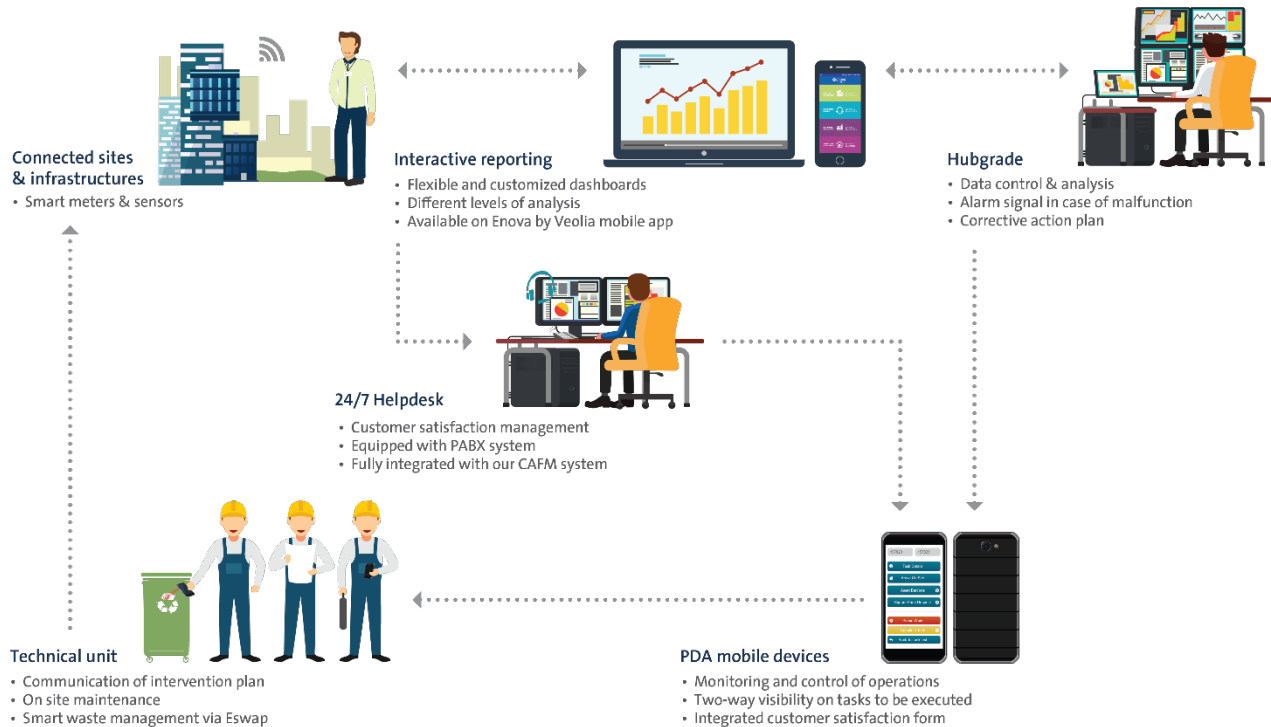 Connected sites
& infrastructures
• Smart meters & sensors
Interactive reporting
• Flexible and customized dashboards
• Different levels of analysis
• Available on Enova by Veolia mobile app
Hubgrade
• Data control & analysis
• Alarm signal in case of malfunction
• Corrective action plan
24/7 Helpdesk
• Customer satisfaction management
• Equipped with PABX system
• Fully integrated with our CAFM system
Technical unit
• Communication of intervention plan
• On site maintenance
• Smart waste management via Eswap
PDA mobile devices
• Monitoring and control of operations
• Two-way visibility on tasks to be executed
• Integrated customer satisfaction form